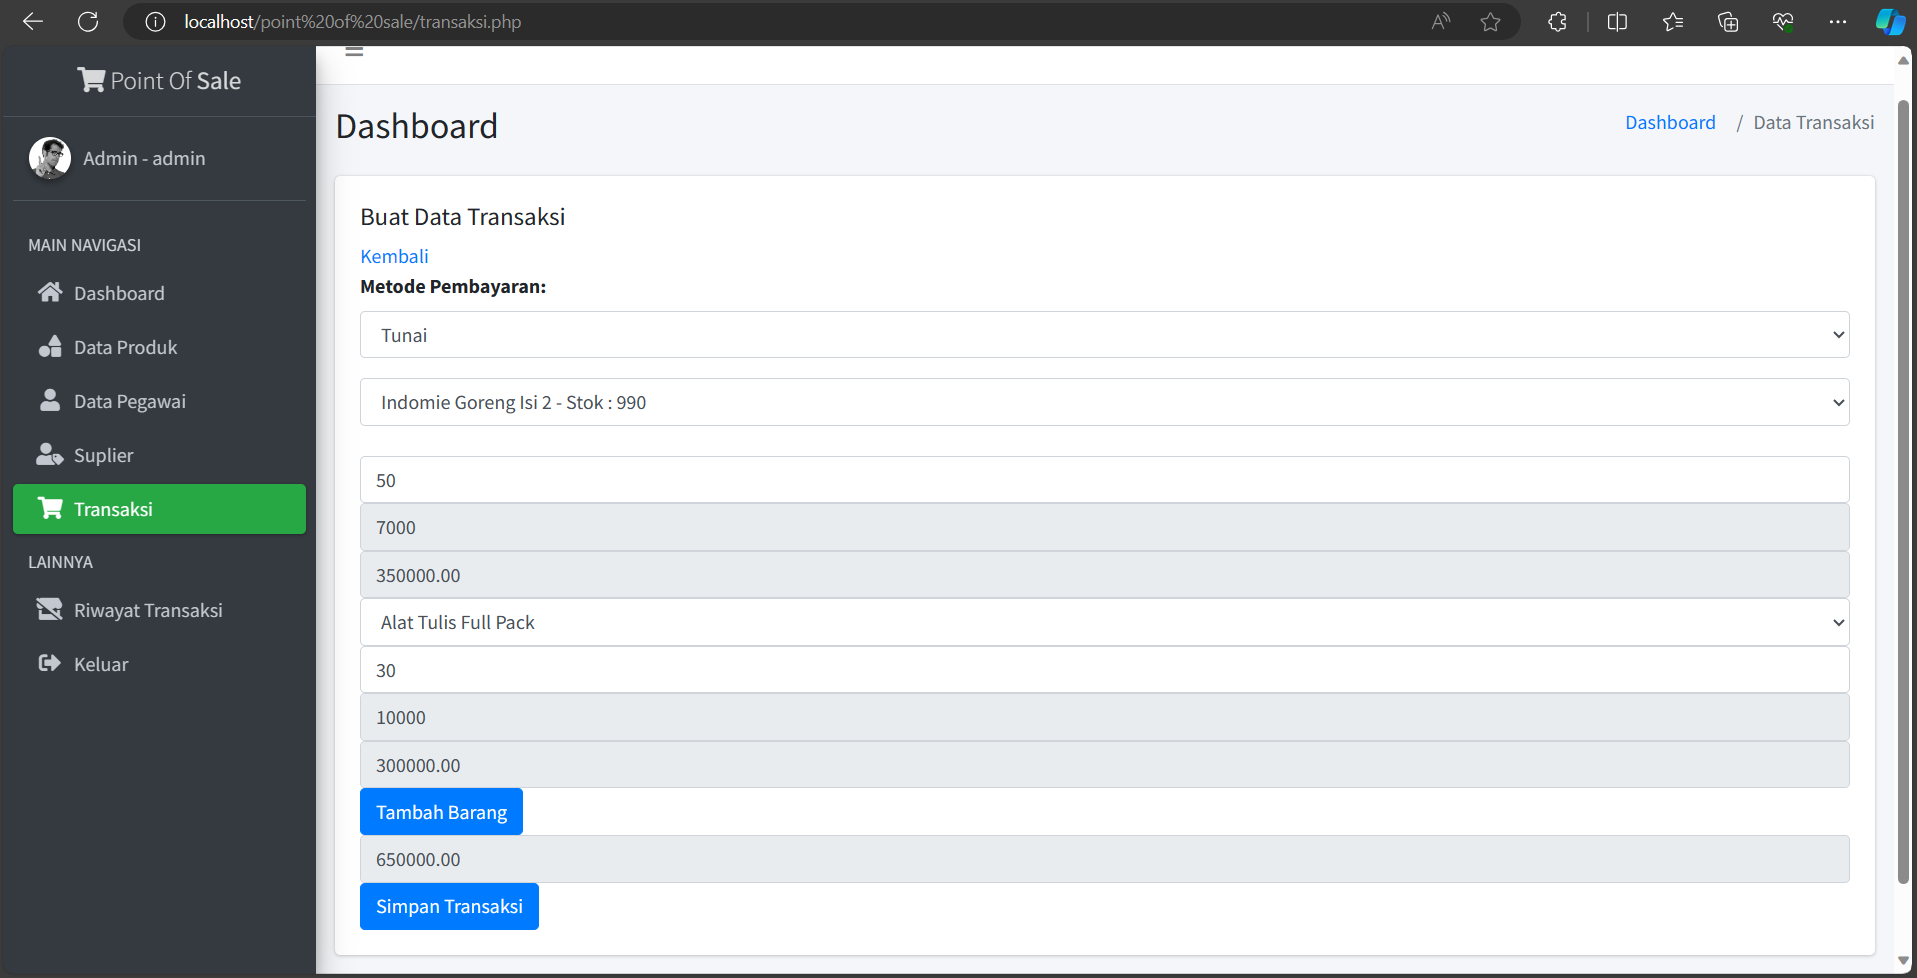 localhost/point%20of%20sale/transaksi.php
Point Of Sale
Admin - admin
MAIN NAVIGASI
Dashboard
Data Produk
Data Pegawai
Suplier
Transaksi
LAINNYA
Riwayat Transaksi
Keluar
Dashboard
Dashboard / Data Transaksi
Buat Data Transaksi
Kembali
Metode Pembayaran:
Tunai
Indomie Goreng Isi 2 - Stok : 990
50
7000
350000.00
Alat Tulis Full Pack
30
10000
300000.00
Tambah Barang
650000.00
Simpan Transaksi